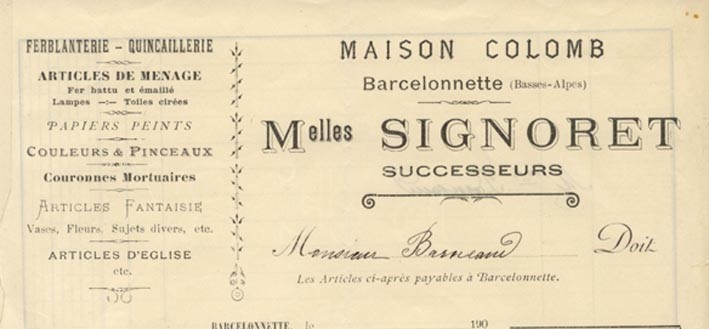 FERBLANTERIE – QUINCAILLERIE
ARTICLES DE MENAGE
Fer battu et émaillé
Lampes —:— Toiles cirées
PAPIERS PEINTS
COULEURS & PINCEAUX
Couronnes Mortuaires
ARTICLES FANTAISIE
Vases, Fleurs, Sujets divers, etc.
ARTICLES D'EGLISE
etc.
MAISON COLOMB
Barcelonnette (Basses-Alpes)
Melles SIGNORET
SUCCESSEURS
Monsieur Barneaud Doit
Les Articles ci-après payables à Barcelonnette.
BARCELONNETTE, le 190